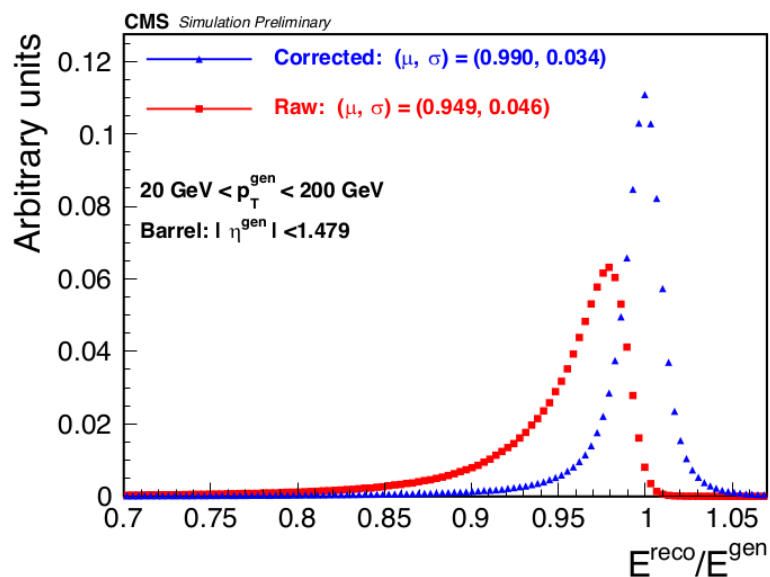 CMS Simulation Preliminary
Corrected: (μ, σ) = (0.990, 0.034)
Raw: (μ, σ) = (0.949, 0.046)
20 GeV < p_T^gen < 200 GeV
Barrel: | η^gen | <1.479
Arbitrary units
0.12
0.1
0.08
0.06
0.04
0.02
0
0.7 0.75 0.8 0.85 0.9 0.95 1 1.05
E^reco/E^gen